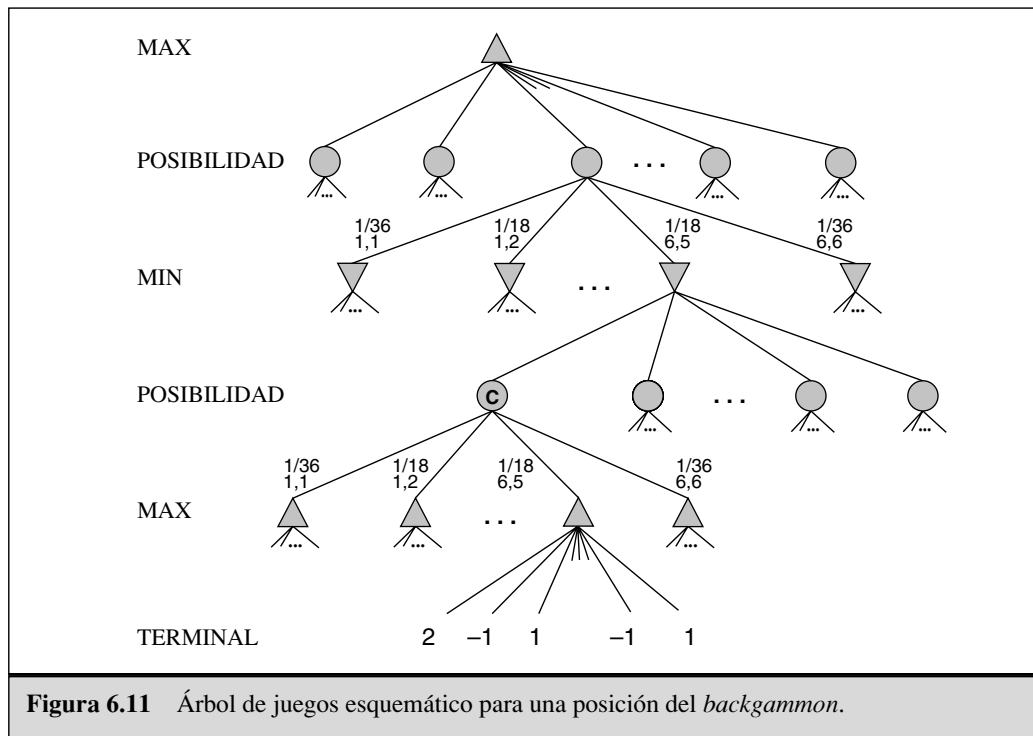 MAX
POSIBILIDAD
. . .
... ... ... ... ...
1/36 1/18 1/18 1/36
1,1 1,2 6,5 6,6
MIN
. . .
... ... ... ...
POSIBILIDAD
C
. . .
... ... ...
1/36 1/18 1/18 1/36
1,1 1,2 6,5 6,6
MAX
. . .
... ... ...
TERMINAL 2 –1 1 –1 1
Figura 6.11 Árbol de juegos esquemático para una posición del backgammon.